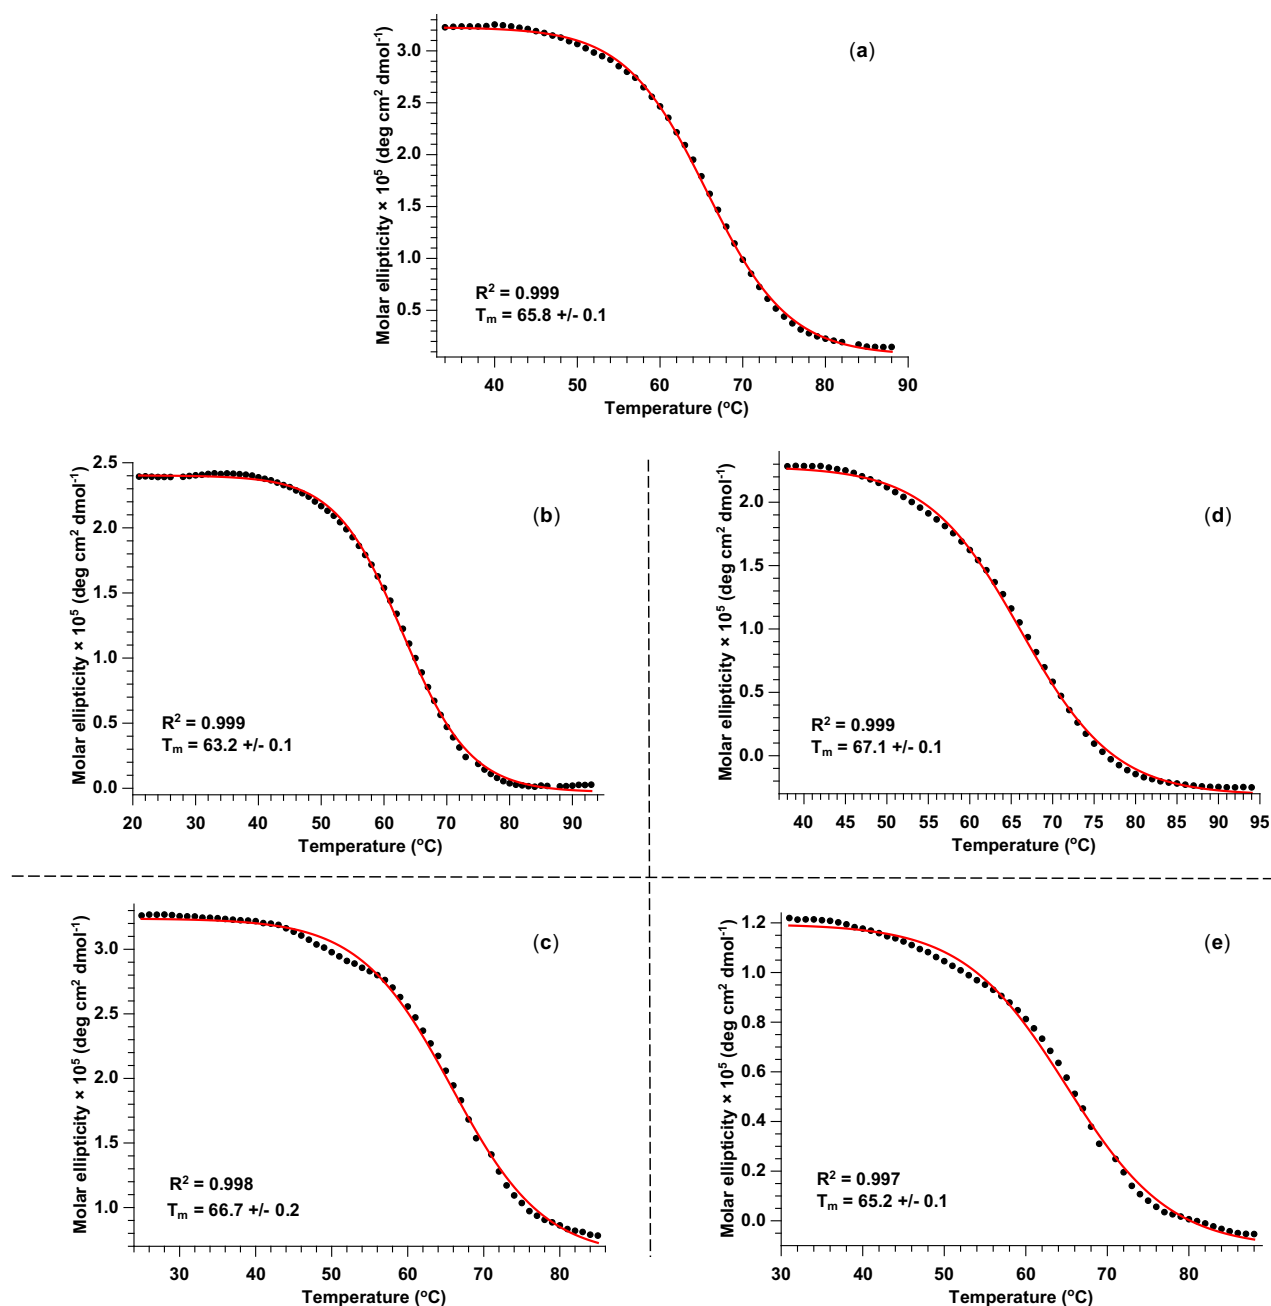 (a)
Molar ellipticity × 10⁵ (deg cm² dmol⁻¹)
3.0
2.5
2.0
1.5
1.0
0.5
R² = 0.999
Tₘ = 65.8 +/- 0.1
40 50 60 70 80 90
Temperature (ºC)
(b)
Molar ellipticity × 10⁵ (deg cm² dmol⁻¹)
2.5
2.0
1.5
1.0
0.5
0.0
R² = 0.999
Tₘ = 63.2 +/- 0.1
20 30 40 50 60 70 80 90
Temperature (ºC)
(d)
Molar ellipticity × 10⁵ (deg cm² dmol⁻¹)
2.0
1.2
1.0
0.0
R² = 0.999
Tₘ = 67.1 +/- 0.1
40 45 50 55 60 65 70 75 80 85 90 95
Temperature (ºC)
(c)
Molar ellipticity × 10⁵ (deg cm² dmol⁻¹)
3.0
2.5
2.0
1.5
1.0
R² = 0.998
Tₘ = 66.7 +/- 0.2
30 40 50 60 70 80
Temperature (ºC)
(e)
Molar ellipticity × 10⁵ (deg cm² dmol⁻¹)
1.2
1.0
0.8
0.6
0.4
0.2
0.0
R² = 0.997
Tₘ = 65.2 +/- 0.1
30 40 50 60 70 80
Temperature (ºC)